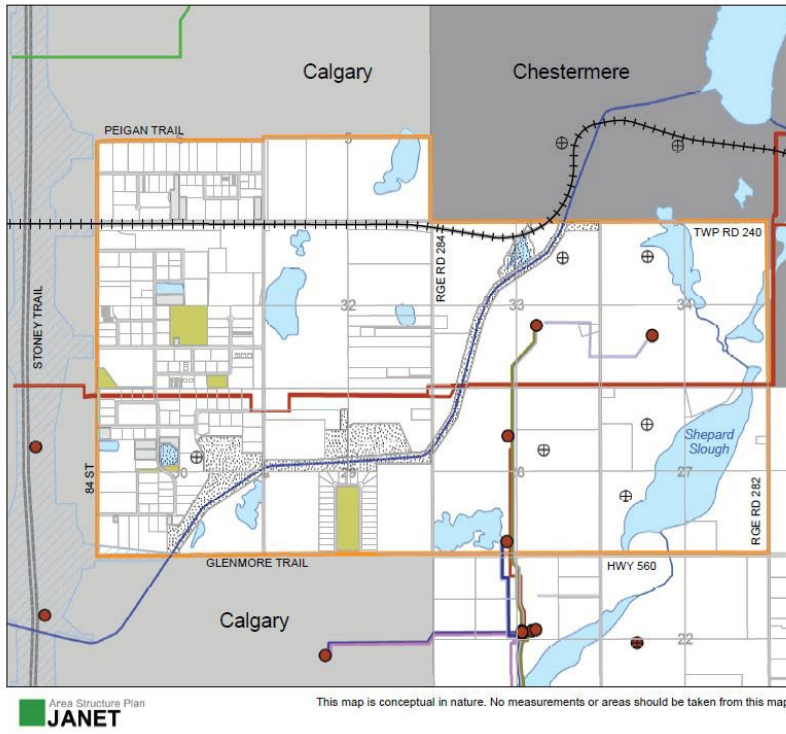 Calgary
Chestermere
PEIGAN TRAIL
5
TWP RD 240
RGE RD 284
32
33
34
STONEY TRAIL
84 ST
Shepard
Slough
29
27
RGE RD 282
GLENMORE TRAIL
HWY 560
Calgary
22
Area Structure Plan
JANET
This map is conceptual in nature. No measurements or areas should be taken from this map